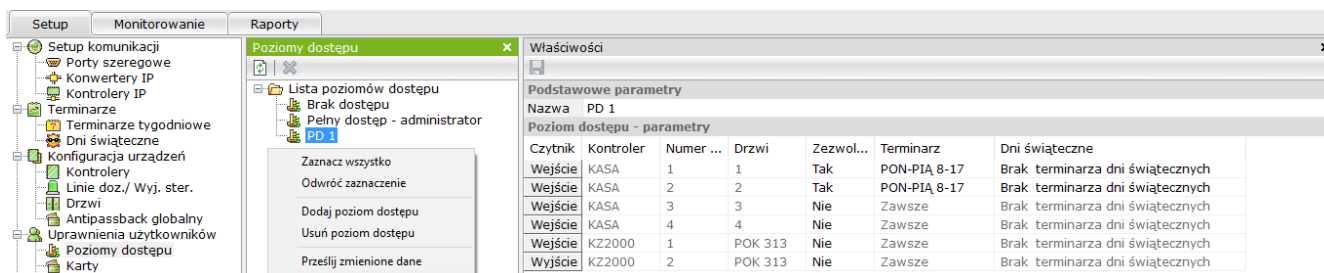 Setup Monitorowanie Raporty
Setup komunikacji
Porty szeregowe
Konwertery IP
Kontrolery IP
Terminarze
Terminarze tygodniowe
Dni świąteczne
Konfiguracja urządzeń
Kontrolery
Linie doz./ Wyj. ster.
Drzwi
Antipassback globalny
Uprawnienia użytkowników
Poziomy dostępu
Karty
Poziomy dostępu
Lista poziomów dostępu
Brak dostępu
Pełny dostęp - administrator
PD 1
Zaznacz wszystko
Odwróć zaznaczenie
Dodaj poziom dostępu
Usuń poziom dostępu
Prześlij zmienione dane
Właściwości
Podstawowe parametry
Nazwa PD 1
Poziom dostępu - parametry
Czytnik Kontroler Numer ... Drzwi Zezwol... Terminarz Dni świąteczne
Wejście KASA 1 1 Tak PON-PIĄ 8-17 Brak terminarza dni świątecznych
Wejście KASA 2 2 Tak PON-PIĄ 8-17 Brak terminarza dni świątecznych
Wejście KASA 3 3 Nie Zawsze Brak terminarza dni świątecznych
Wejście KASA 4 4 Nie Zawsze Brak terminarza dni świątecznych
Wejście KZ2000 1 POK 313 Nie Zawsze Brak terminarza dni świątecznych
Wyjście KZ2000 2 POK 313 Nie Zawsze Brak terminarza dni świątecznych